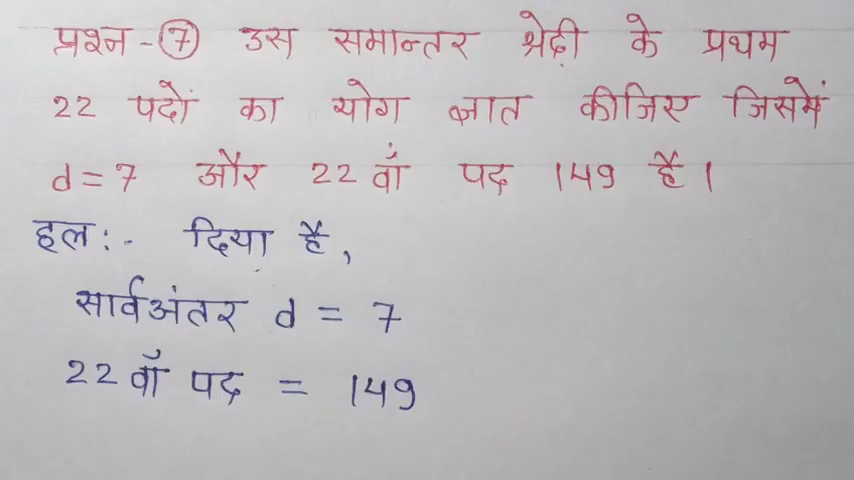 प्रश्न-⑦ उस समान्तर श्रेढ़ी के प्रथम
22 पदों का योग ज्ञात कीजिए जिसमें
d = 7 और 22 वाँ पद 149 है।
हल:- दिया है,
सार्वअंतर d = 7
22 वाँ पद = 149